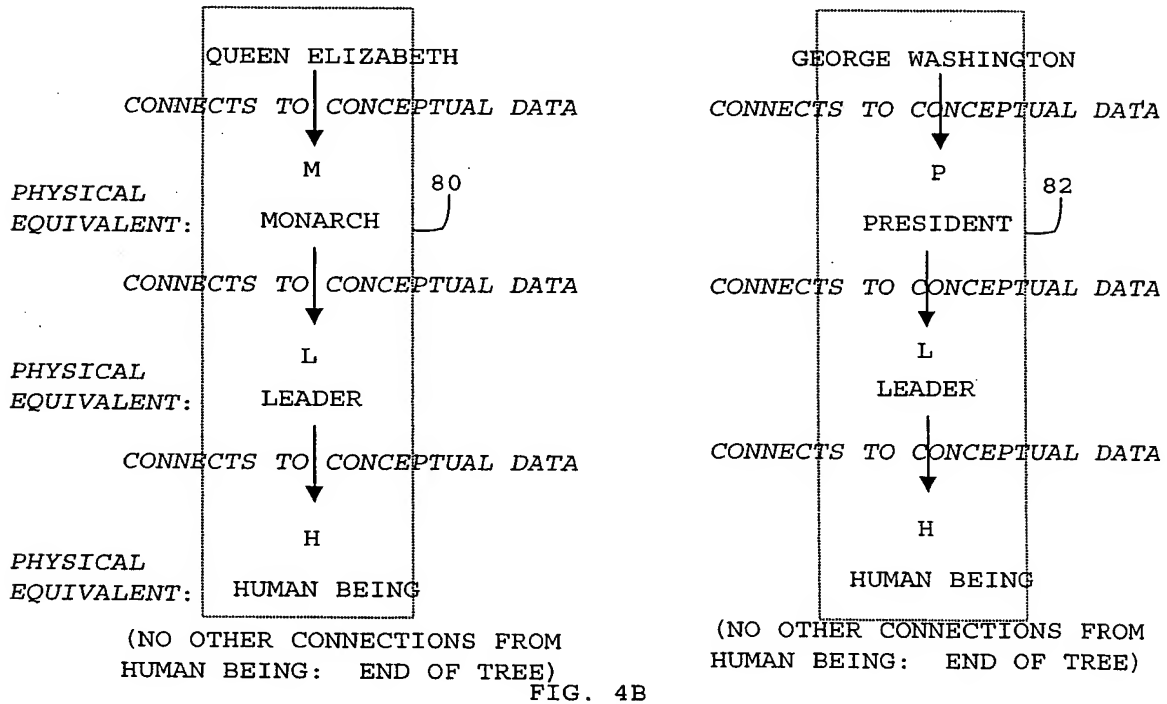 QUEEN ELIZABETH
CONNECTS TO CONCEPTUAL DATA
M
80
PHYSICAL
EQUIVALENT: MONARCH
CONNECTS TO CONCEPTUAL DATA
L
PHYSICAL
EQUIVALENT: LEADER
CONNECTS TO CONCEPTUAL DATA
H
PHYSICAL
EQUIVALENT: HUMAN BEING
(NO OTHER CONNECTIONS FROM
HUMAN BEING: END OF TREE)
GEORGE WASHINGTON
CONNECTS TO CONCEPTUAL DATA
P
82
PRESIDENT
CONNECTS TO CONCEPTUAL DATA
L
LEADER
CONNECTS TO CONCEPTUAL DATA
H
HUMAN BEING
(NO OTHER CONNECTIONS FROM
HUMAN BEING: END OF TREE)
FIG. 4B